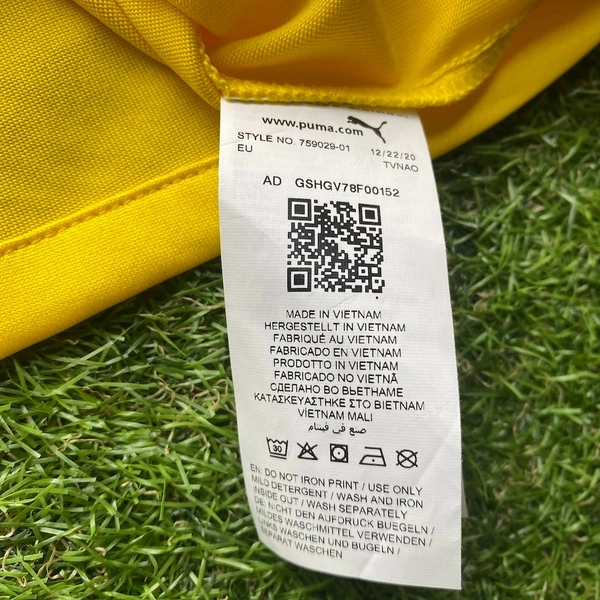 www.puma.com
STYLE NO. 759029-01 12/22/20
EU TVNAO
AD GSHGV78F00152
MADE IN VIETNAM
HERGESTELLT IN VIETNAM
FABRIQUÉ AU VIETNAM
FABRICADO EN VIETNAM
PRODOTTO IN VIETNAM
FABRICADO NO VIETNÃ
СДЕЛАНО ВО ВЬЕТНАМЕ
ΚΑΤΑΣΚΕΥΑΣΤΗΚΕ ΣΤΟ ΒΙΕΤΝΑΜ
VİETNAM MALI
صنع في فيتنام
30
EN: DO NOT IRON PRINT / USE ONLY
MILD DETERGENT / WASH AND IRON
INSIDE OUT / WASH SEPARATELY
DE: NICHT DEN AUFDRUCK BUEGELN /
MILDES WASCHMITTEL VERWENDEN /
LINKS WASCHEN UND BUGELN /
SEPARAT WASCHEN